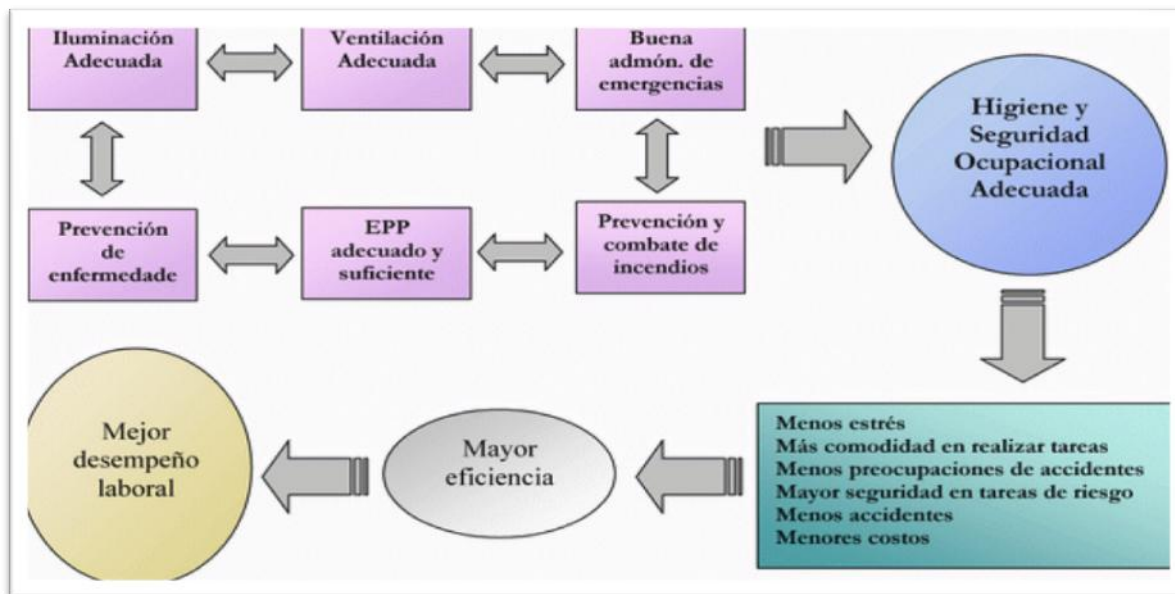 Iluminación
Adecuada
Ventilación
Adecuada
Buena
admón. de
emergencias
Higiene y
Seguridad
Ocupacional
Adecuada
Prevención
de
enfermedade
EPP
adecuado y
suficiente
Prevención y
combate de
incendios
Menos estrés
Más comodidad en realizar tareas
Menos preocupaciones de accidentes
Mayor seguridad en tareas de riesgo
Menos accidentes
Menores costos
Mayor
eficiencia
Mejor
desempeño
laboral